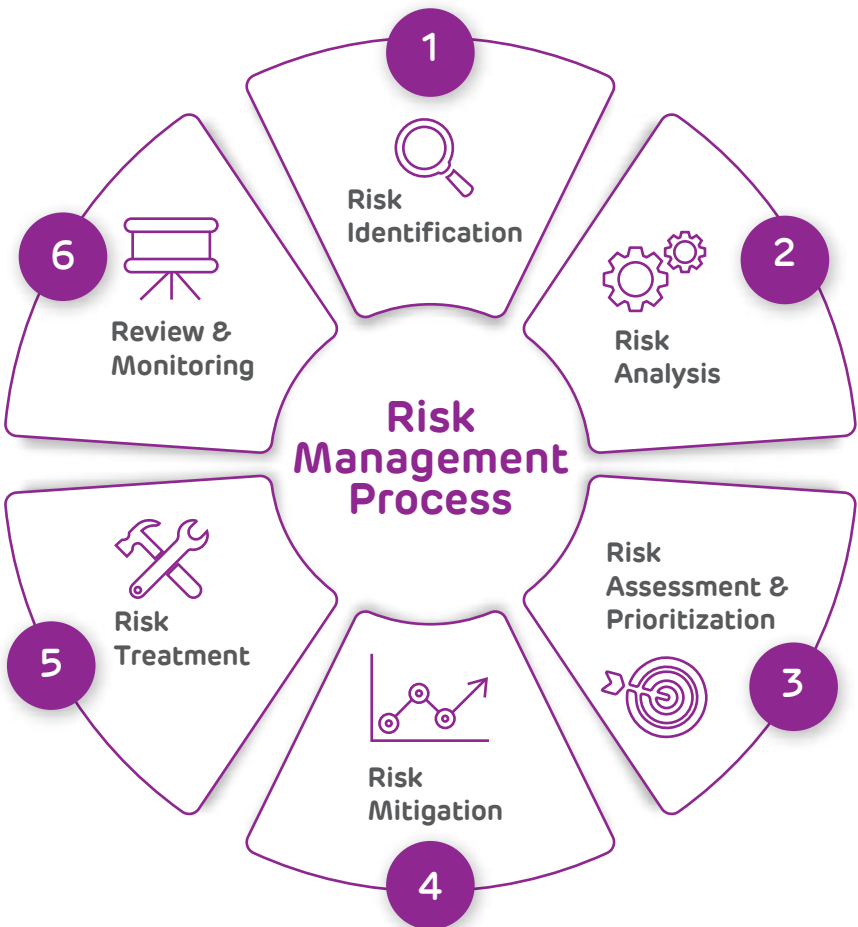 1
Risk
Identification
2
Risk
Analysis
3
Risk
Assessment &
Prioritization
4
Risk
Mitigation
5
Risk
Treatment
6
Review &
Monitoring
Risk
Management
Process